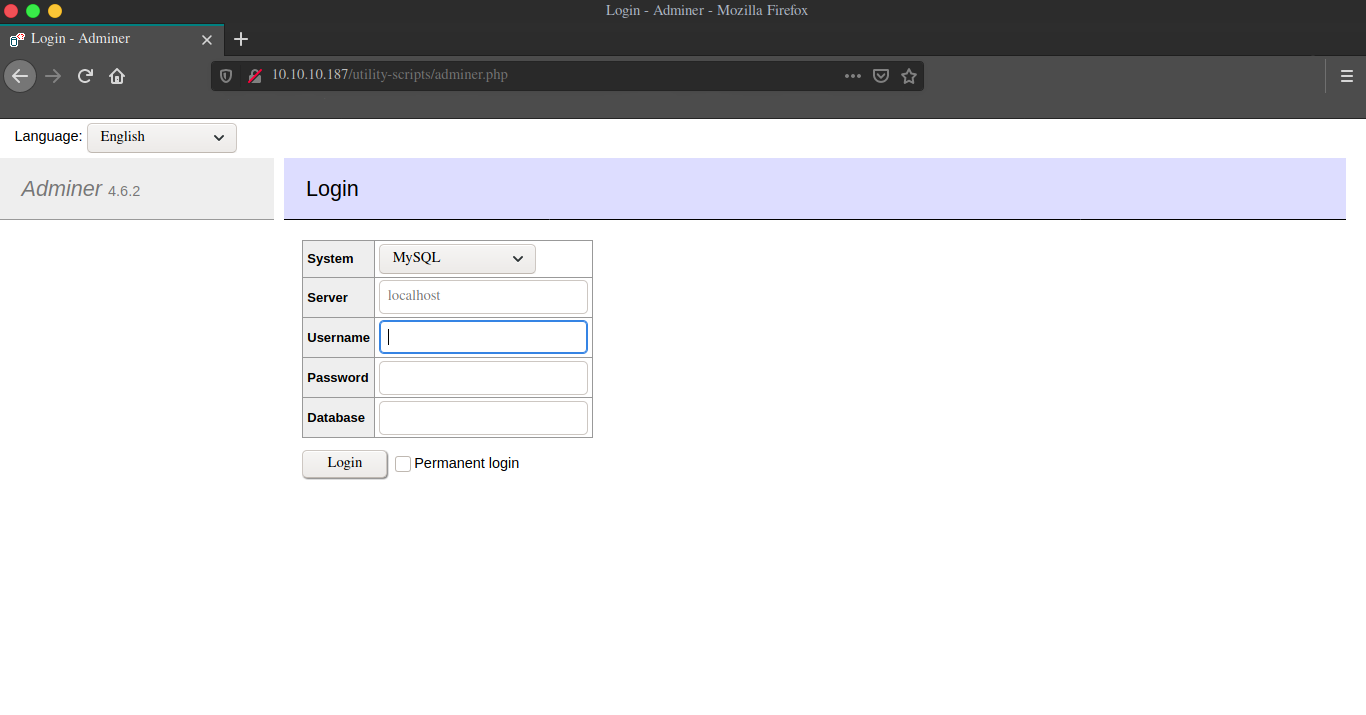 Login - Adminer - Mozilla Firefox
Login - Adminer
10.10.10.187/utility-scripts/adminer.php
Language: English
Adminer 4.6.2
Login
System MySQL
Server localhost
Username
Password
Database
Login Permanent login